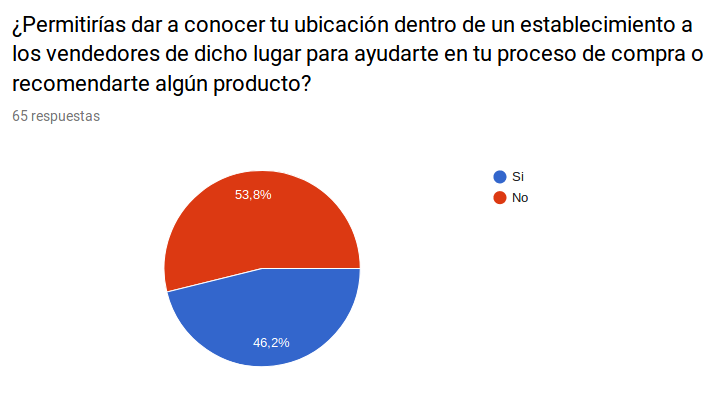 ¿Permitirías dar a conocer tu ubicación dentro de un establecimiento a
los vendedores de dicho lugar para ayudarte en tu proceso de compra o
recomendarte algún producto?
65 respuestas
Si
No
53,8%
46,2%